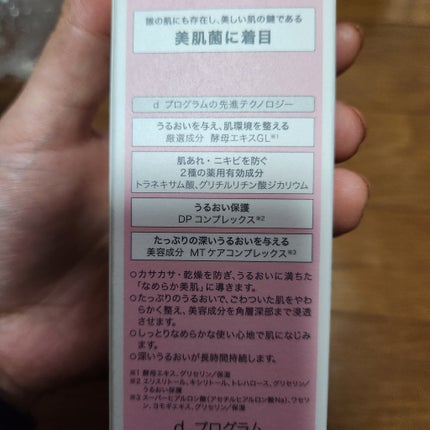 誰の肌にも存在し、美しい肌の鍵である
美肌菌に着目
d プログラムの先進テクノロジー
うるおいを与え、肌環境を整える
厳選成分 酵母エキスGL※1
肌あれ・ニキビを防ぐ
2種の薬用有効成分
トラネキサム酸、グリチルリチン酸ジカリウム
うるおい保護
DPコンプレックス※2
たっぷりの深いうるおいを与える
美容成分 MTケアコンプレックス※3
○カサカサ・乾燥を防ぎ、うるおいに満ちた
「なめらか美肌」に導きます。
○たっぷりのうるおいで、ごわついた肌をやわ
らかく整え、美容成分を角層深部まで浸透
させます。
○しっとりなめらかな使い心地で肌になじみ
ます。
○深いうるおいが長時間持続します。
※1 酵母エキス、グリセリン/保湿
※2 エリスリトール、キシリトール、トレハロース、グリセリン/
うるおい保護
※3 スーパーヒアルロン酸(アセチルヒアルロン酸Na)、ワセリ
ン、ヨモギエキス、グリセリン/保湿
d プログラム